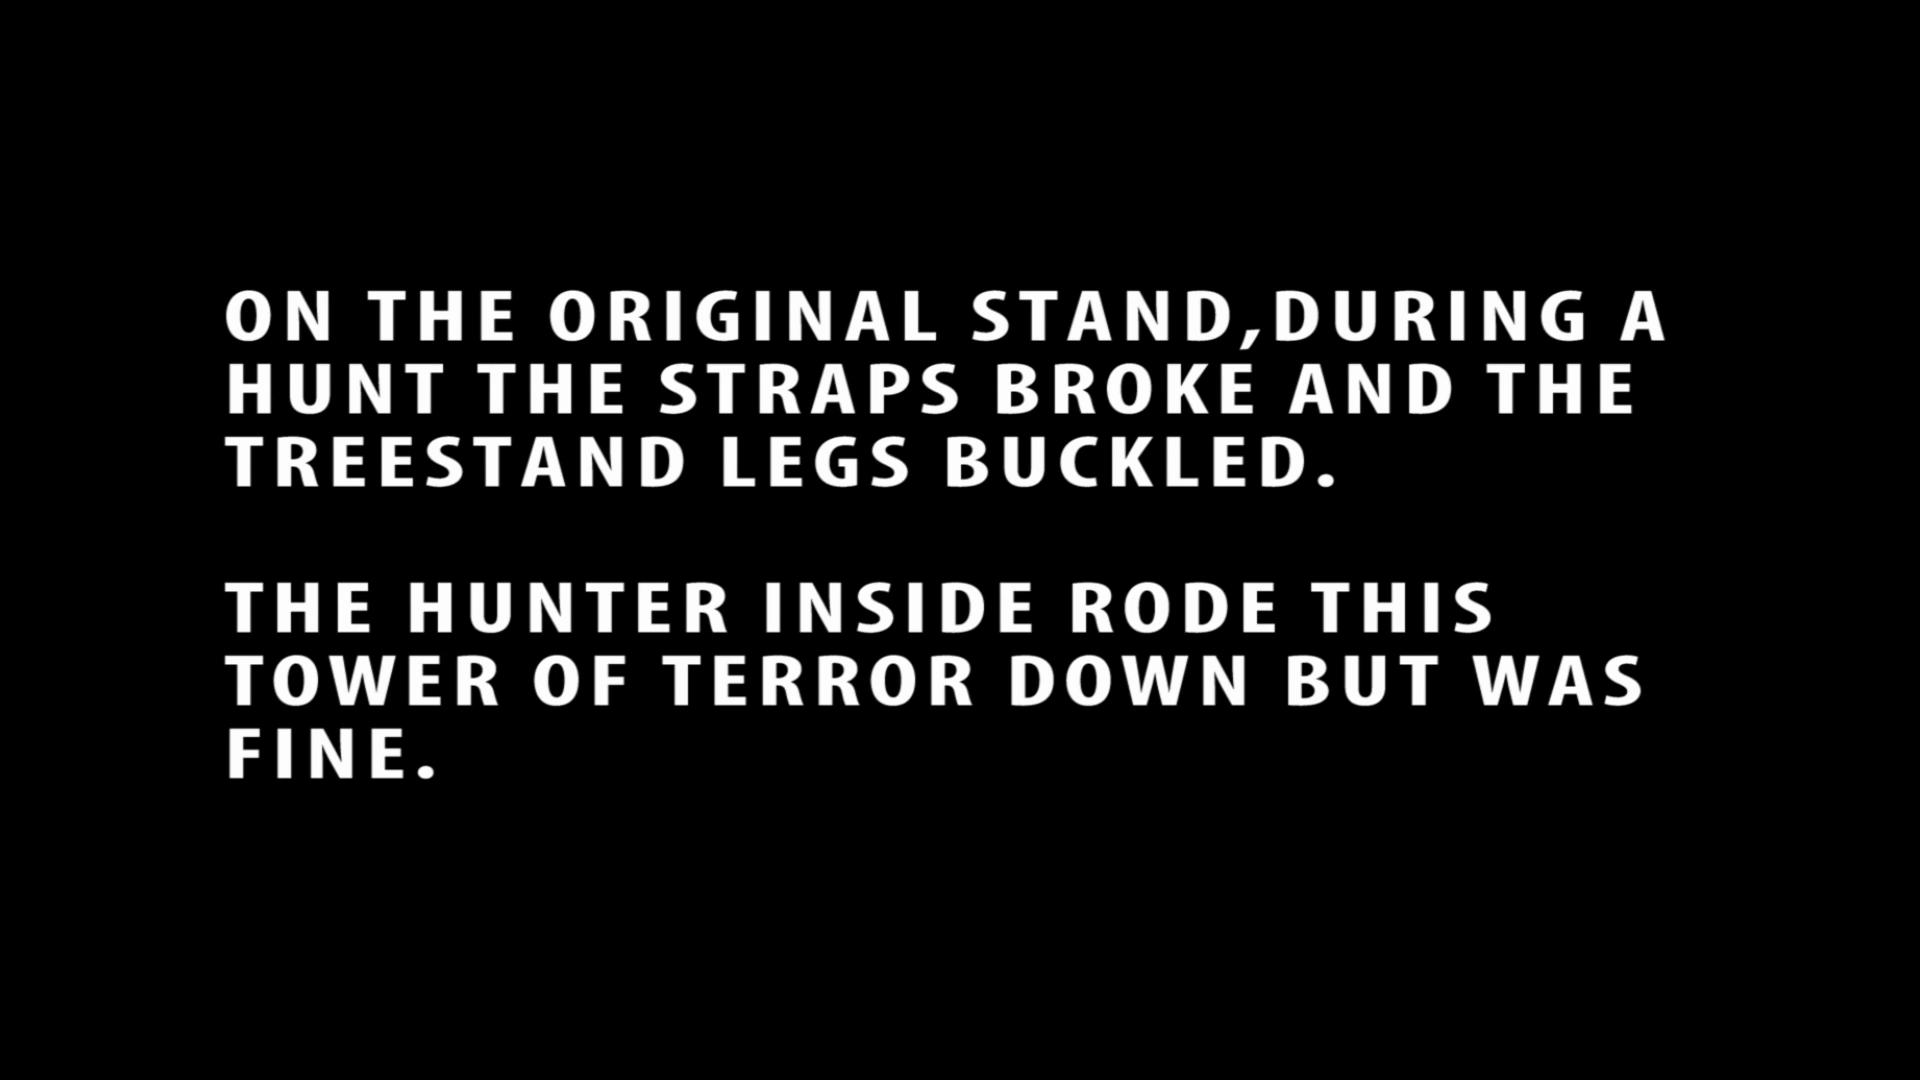 ON THE ORIGINAL STAND,DURING A
HUNT THE STRAPS BROKE AND THE
TREESTAND LEGS BUCKLED.
THE HUNTER INSIDE RODE THIS
TOWER OF TERROR DOWN BUT WAS
FINE.